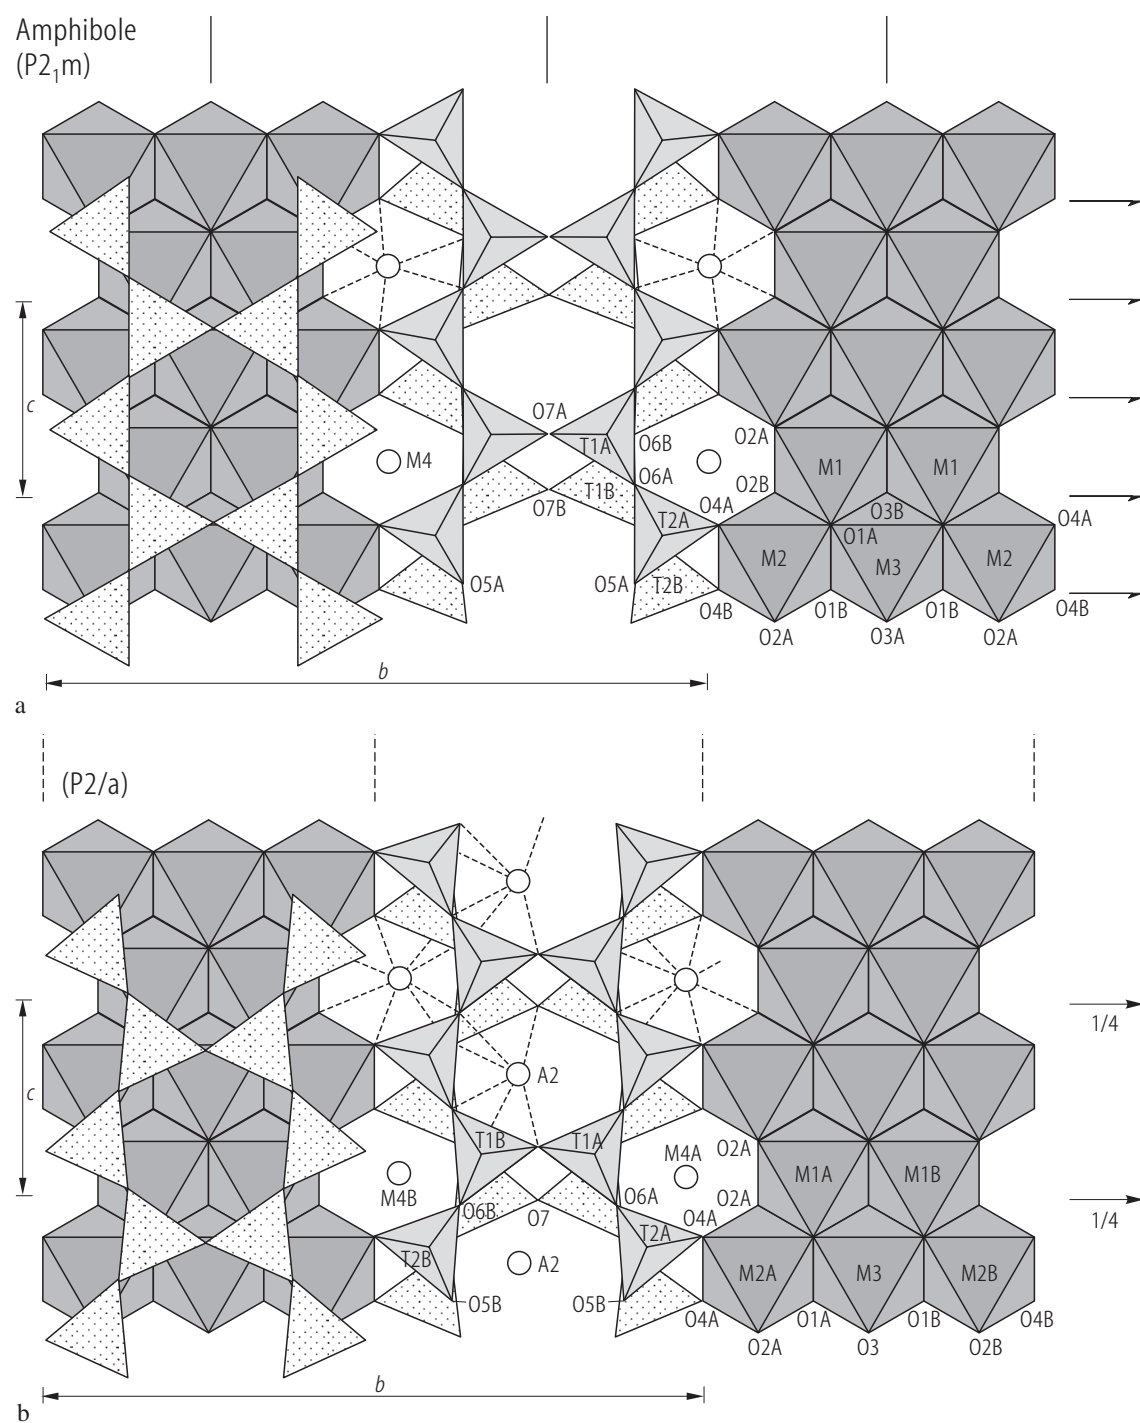 Amphibole
(P2₁m)
c
O7A
T1A
O6B
O2A
M1
M1
M4
O6A
O2B
T1B
O4A
O7B
O3B
T2A
O1A
O4A
M2
M3
M2
O5A
O5A
T2B
O4B
O1B
O1B
O4B
O2A
O3A
O2A
b
a
(P2/a)
1/4
c
A2
T1B
T1A
M4A
O2A
M1A
M1B
M4B
O6B
O7
O6A
O4A
O2A
1/4
T2B
A2
T2A
M2A
M3
M2B
O5B
O5B
O4A
O1A
O1B
O4B
O2A
O3
O2B
b
b